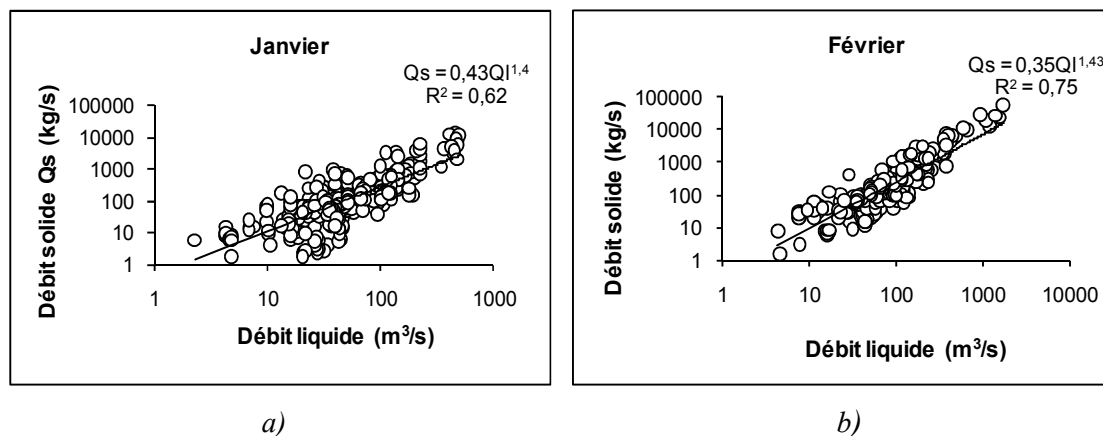 Janvier
Qs = 0,43Ql^1,4
R² = 0,62
Débit solide Qs (kg/s)
100000
10000
1000
100
10
1
1 10 100 1000
Débit liquide (m³/s)
a)
Février
Qs = 0,35Ql^1,43
R² = 0,75
Débit solide (kg/s)
100000
10000
1000
100
10
1
1 10 100 1000 10000
Débit liquide (m³/s)
b)